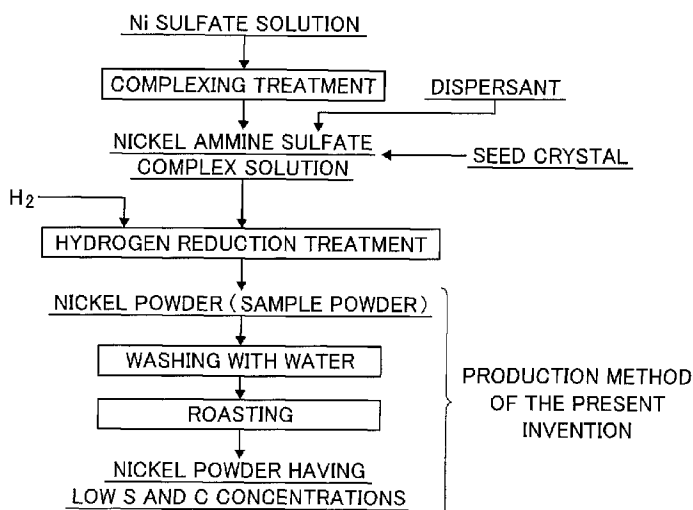 Ni SULFATE SOLUTION
COMPLEXING TREATMENT
DISPERSANT
NICKEL AMMINE SULFATE
COMPLEX SOLUTION
SEED CRYSTAL
H2
HYDROGEN REDUCTION TREATMENT
NICKEL POWDER (SAMPLE POWDER)
WASHING WITH WATER
ROASTING
NICKEL POWDER HAVING
LOW S AND C CONCENTRATIONS
PRODUCTION METHOD
OF THE PRESENT
INVENTION